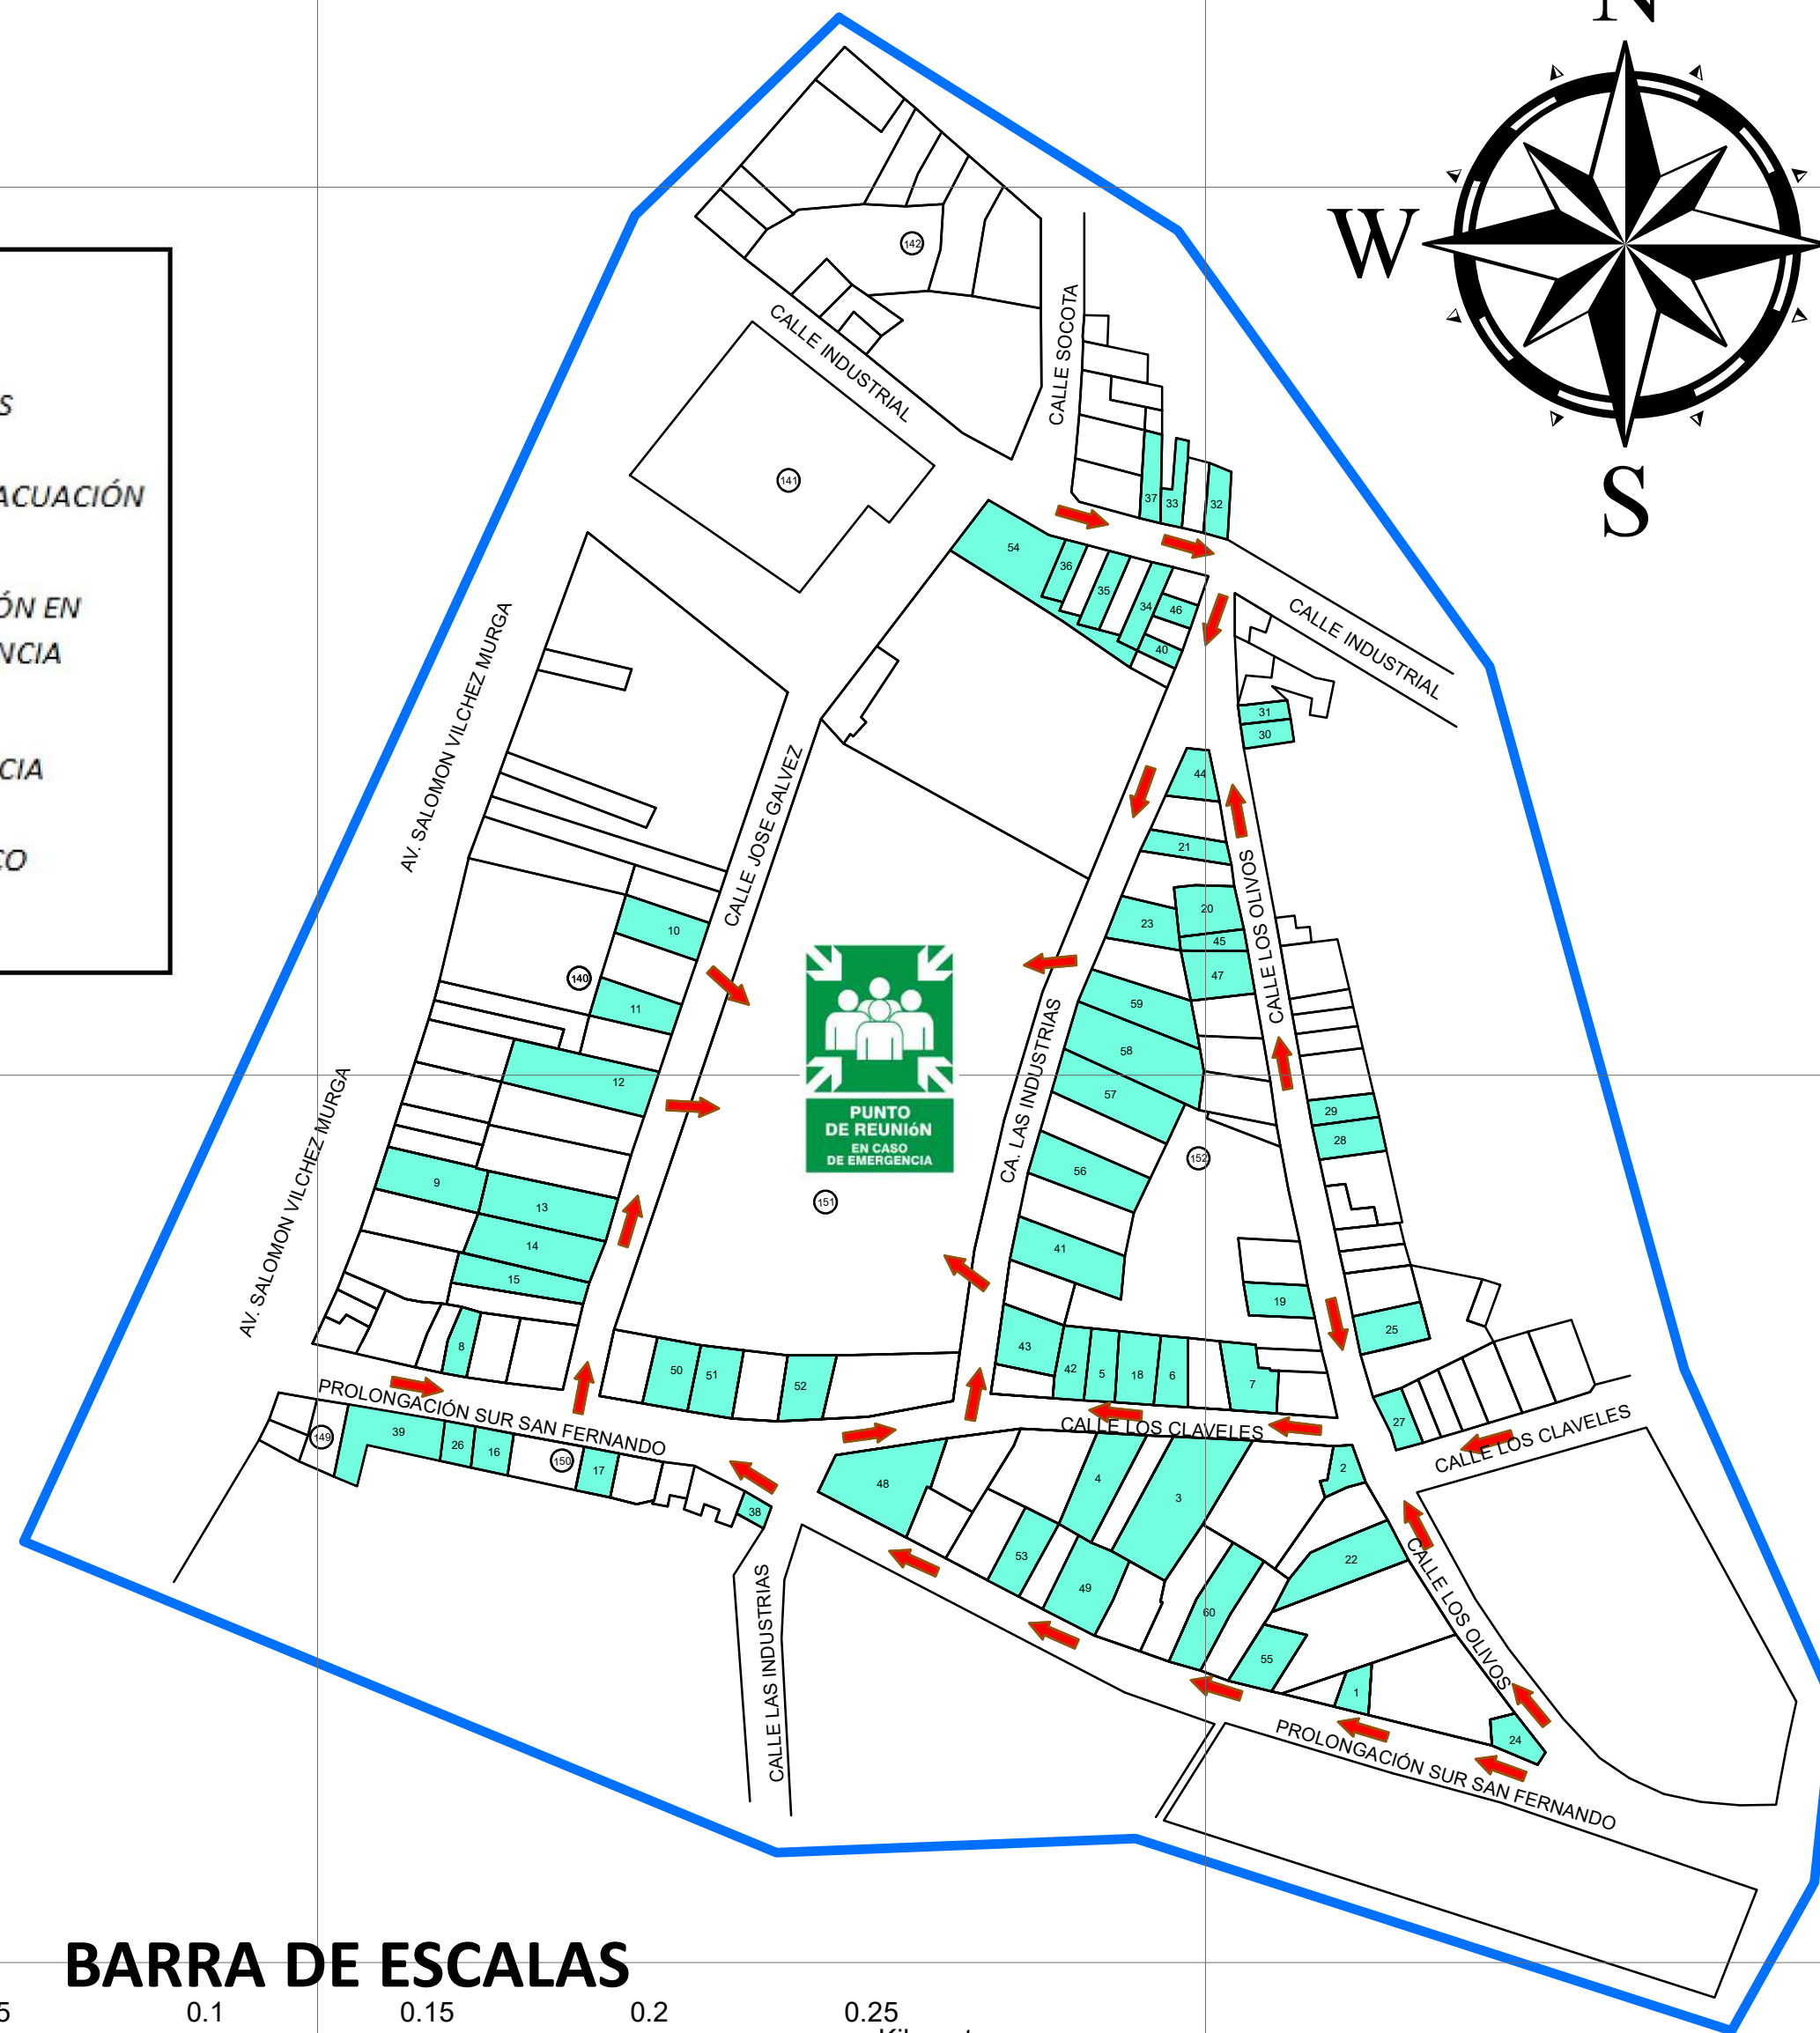 N
W
S
S
ACUACIÓN
ÓN EN
NCIA
CIA
CO
142
CALLE INDUSTRIAL
CALLE SOCOTA
141
37
33
32
54
36
35
34
46
40
CALLE INDUSTRIAL
31
30
AV. SALOMON VILCHEZ MURGA
CALLE JOSE GALVEZ
44
21
CALLE LOS OLIVOS
20
23
45
47
10
140
11
59
58
57
12
PUNTO
DE REUNIóN
EN CASO
DE EMERGENCIA
CA. LAS INDUSTRIAS
29
28
152
56
151
AV. SALOMON VILCHEZ MURGA
9
13
14
15
41
19
25
8
43
42
5
18
6
7
50
51
52
27
PROLONGACIÓN SUR SAN FERNANDO
CALLE LOS CLAVELES
CALLE LOS CLAVELES
149
39
26
16
150
17
38
48
4
3
2
53
49
22
60
55
1
24
CALLE LOS OLIVOS
CALLE LAS INDUSTRIAS
PROLONGACIÓN SUR SAN FERNANDO
BARRA DE ESCALAS
5 0.1 0.15 0.2 0.25